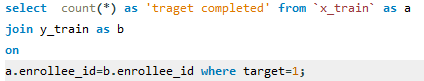 select  count(*) as 'traget completed' from `x_train` as a
join y_train as b
on
a.enrollee_id=b.enrollee_id where target=1;